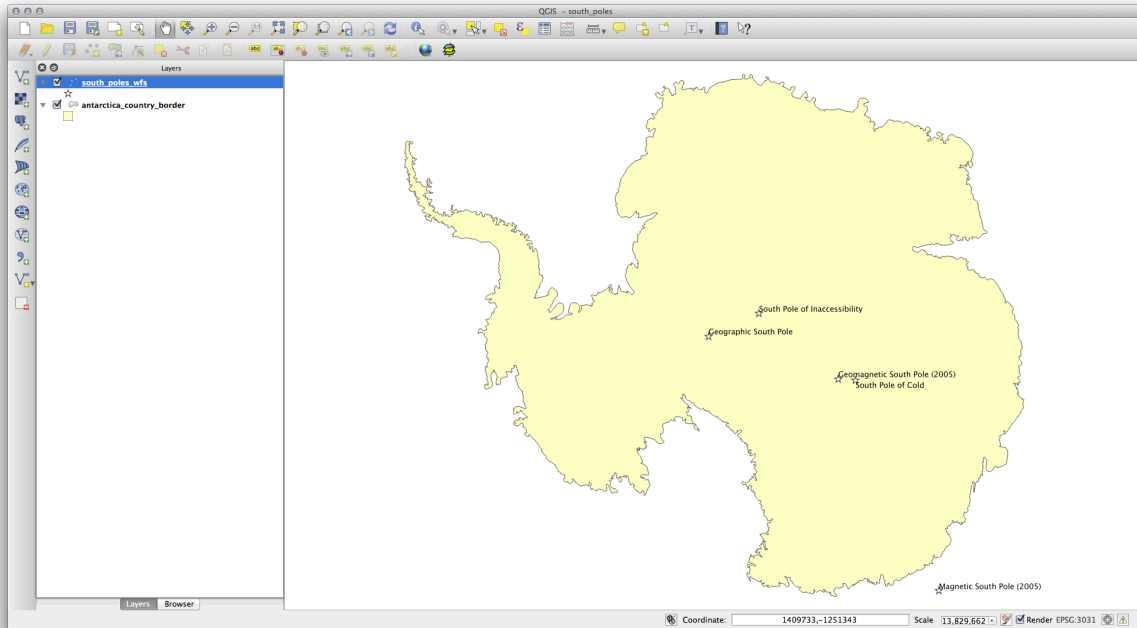 QGIS – south_poles
Layers
south_poles_wfs
antarctica_country_border
South Pole of Inaccessibility
Geographic South Pole
Geomagnetic South Pole (2005)
South Pole of Cold
Magnetic South Pole (2005)
Layers Browser
Coordinate: 1409733,-1251343 Scale 13,829,662 Render EPSG:3031